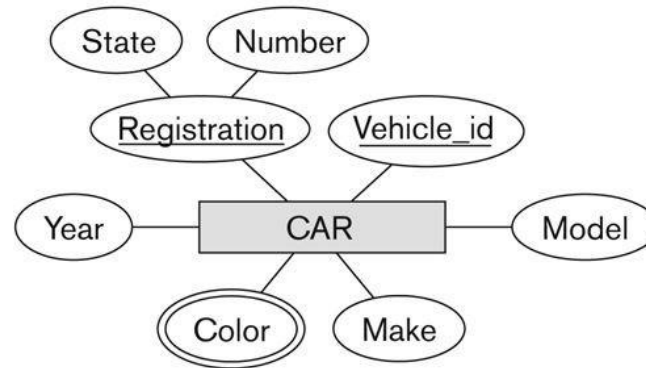 State
Number
Registration
Vehicle_id
Year
CAR
Model
Color
Make